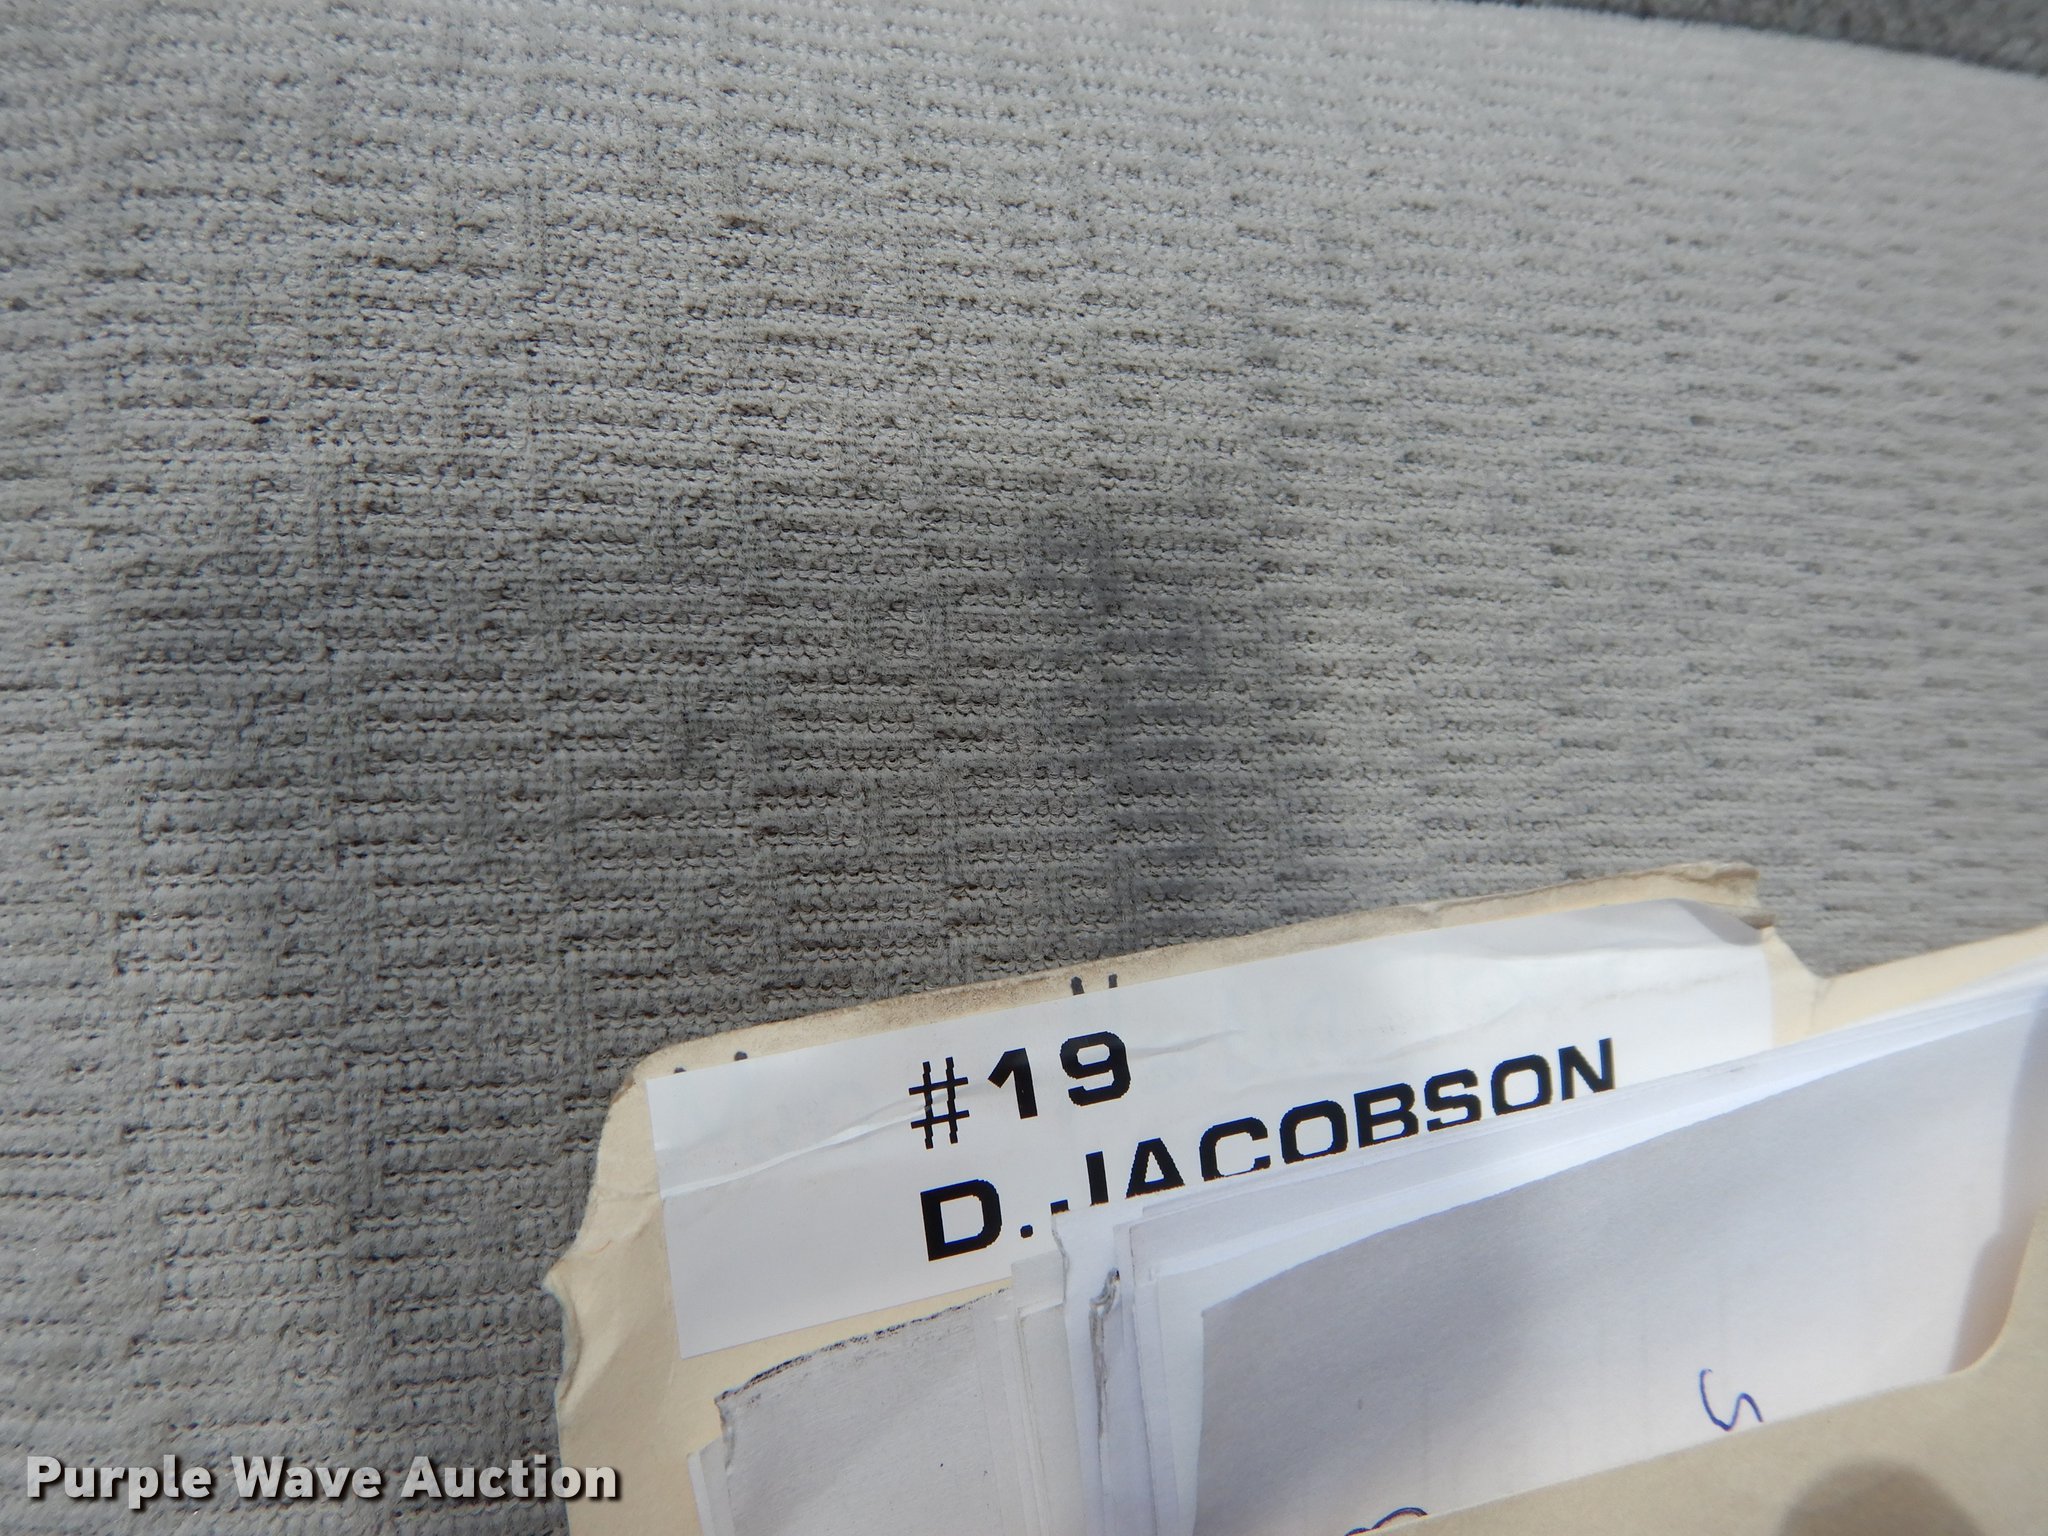 #19
D. JACOBSON
Purple Wave Auction